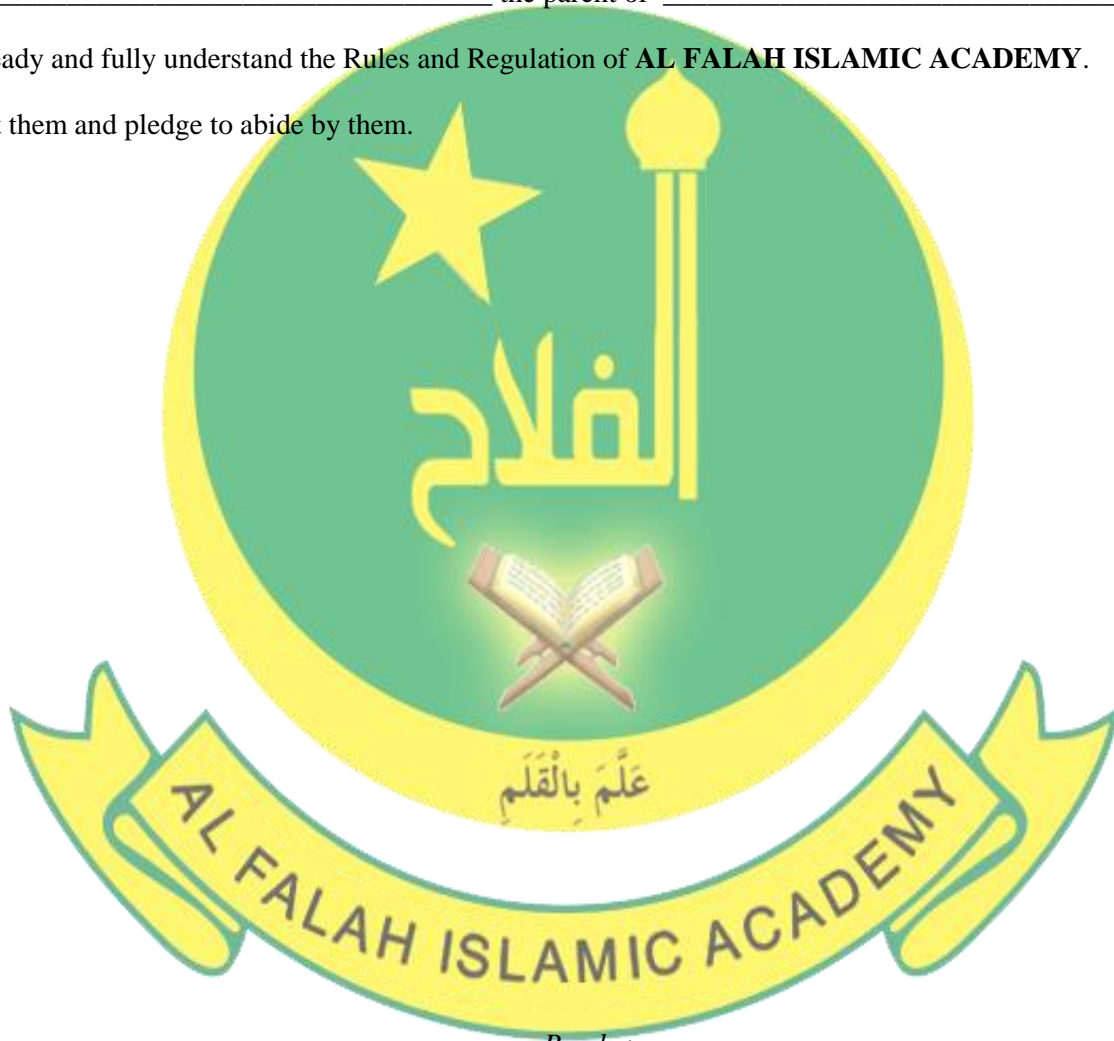 the parent of
eady and fully understand the Rules and Regulation of AL FALAH ISLAMIC ACADEMY.
t them and pledge to abide by them.
الفلاح
عَلَّمَ بِالْقَلَمِ
AL FALAH ISLAMIC ACADEMY